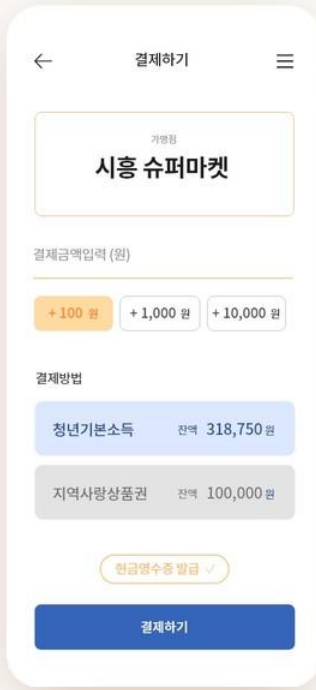 결제하기
가맹점
시흥 슈퍼마켓
결제금액입력 (원)
+ 100 원 + 1,000 원 + 10,000 원
결제방법
청년기본소득 잔액 318,750 원
지역사랑상품권 잔액 100,000 원
현금영수증 발급 ✓
결제하기